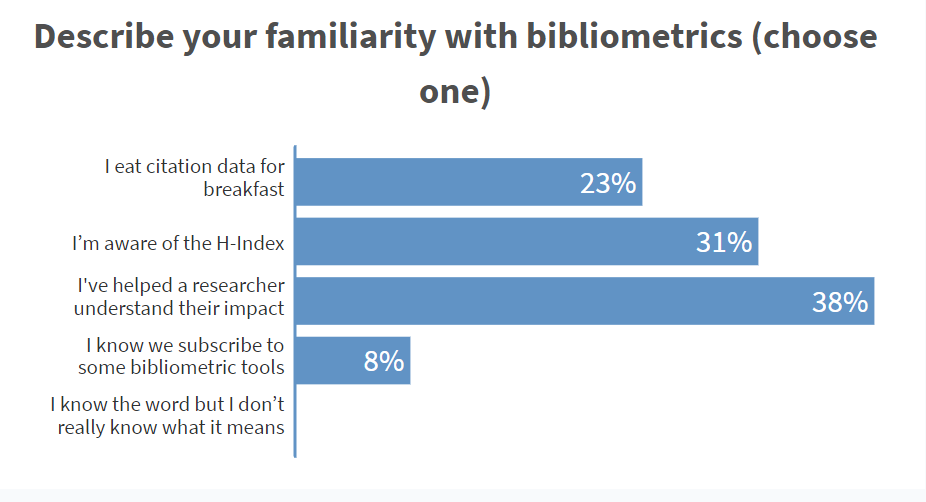 Describe your familiarity with bibliometrics (choose
one)
I eat citation data for
breakfast
23%
I’m aware of the H-Index
31%
I've helped a researcher
understand their impact
38%
I know we subscribe to
some bibliometric tools
8%
I know the word but I don’t
really know what it means